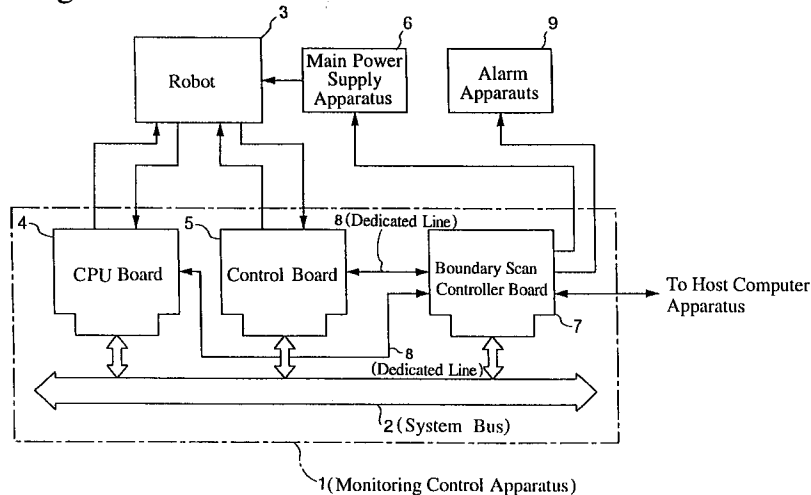 3
6
9
Robot
Main Power
Supply
Apparatus
Alarm
Apparauts
4
5
8 (Dedicated Line)
CPU Board
Control Board
Boundary Scan
Controller Board
To Host Computer
Apparatus
7
8
(Dedicated Line)
2 (System Bus)
1 (Monitoring Control Apparatus)